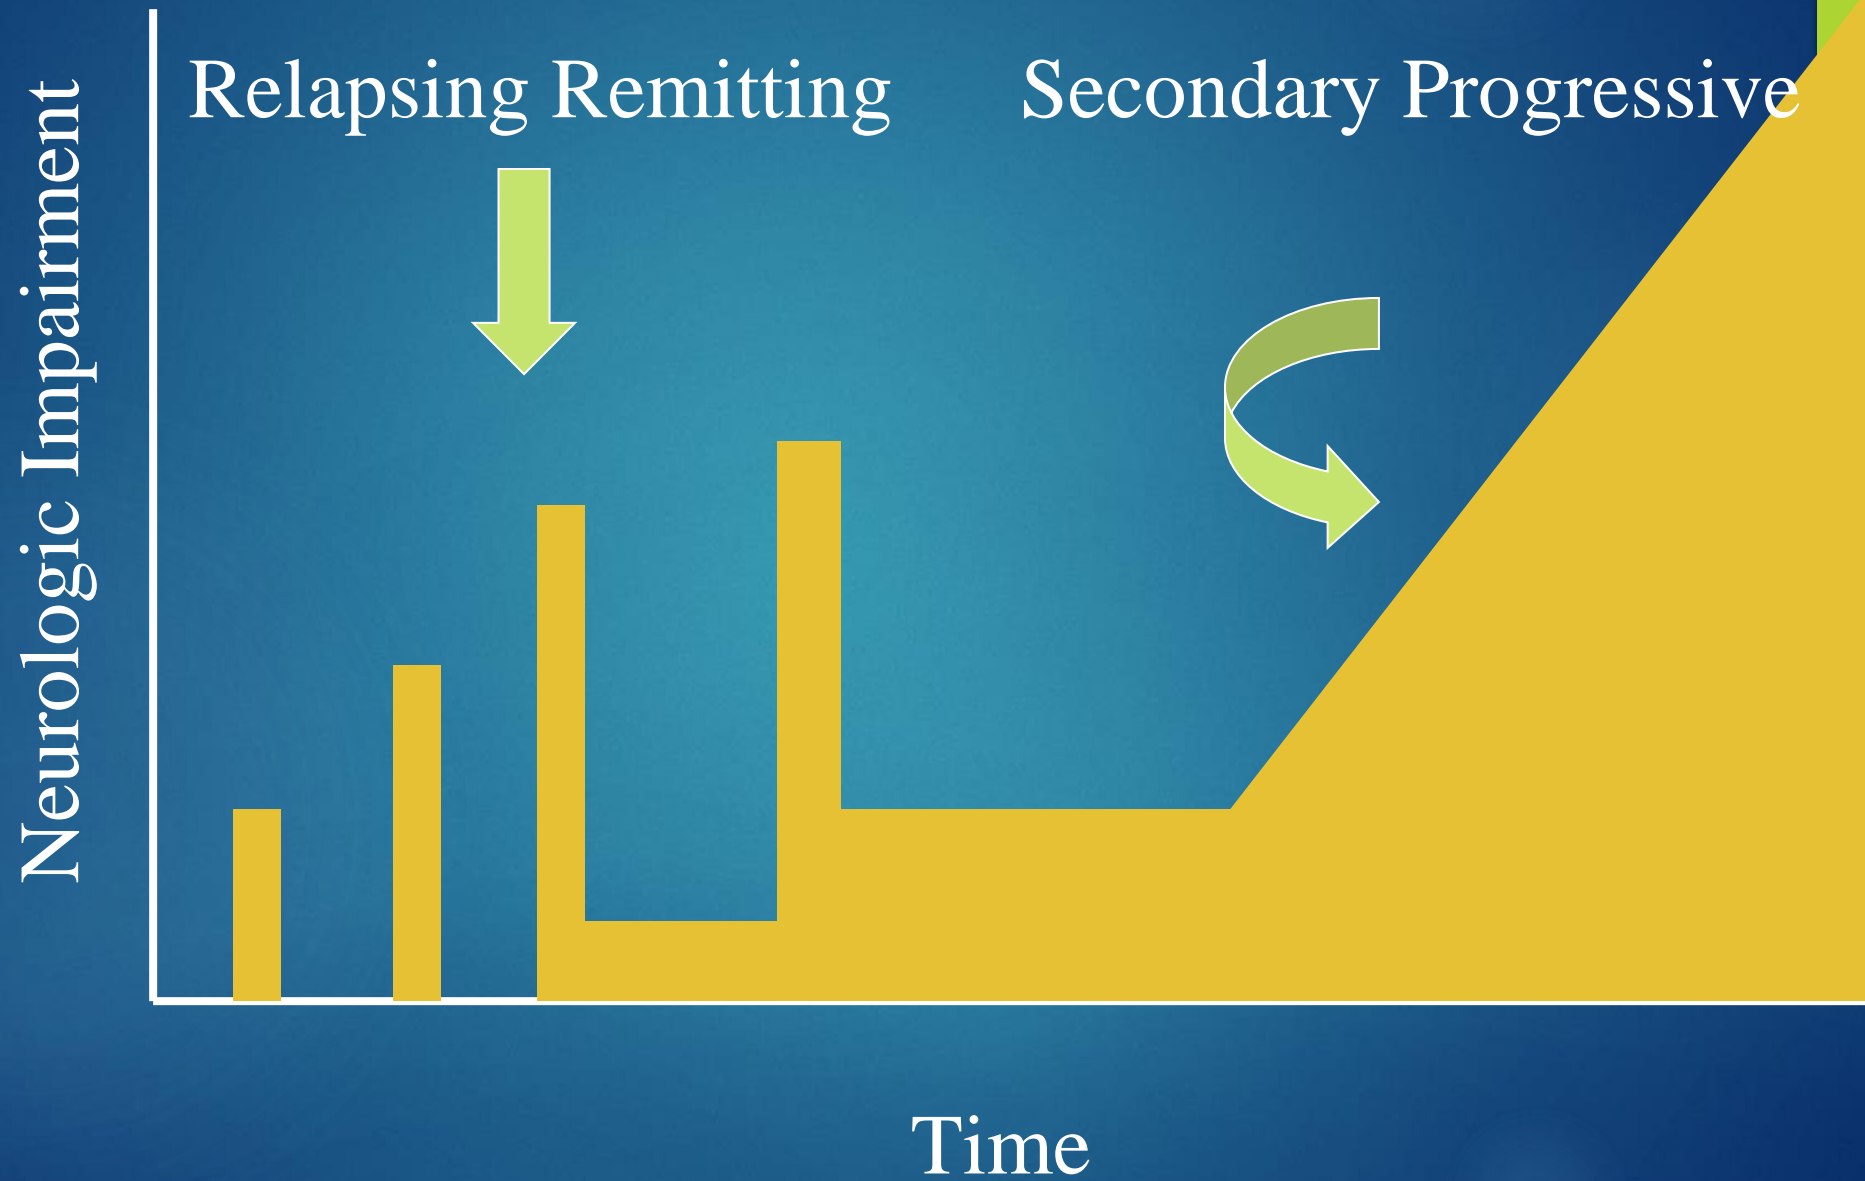 Relapsing Remitting
Secondary Progressive
Neurologic Impairment
Time